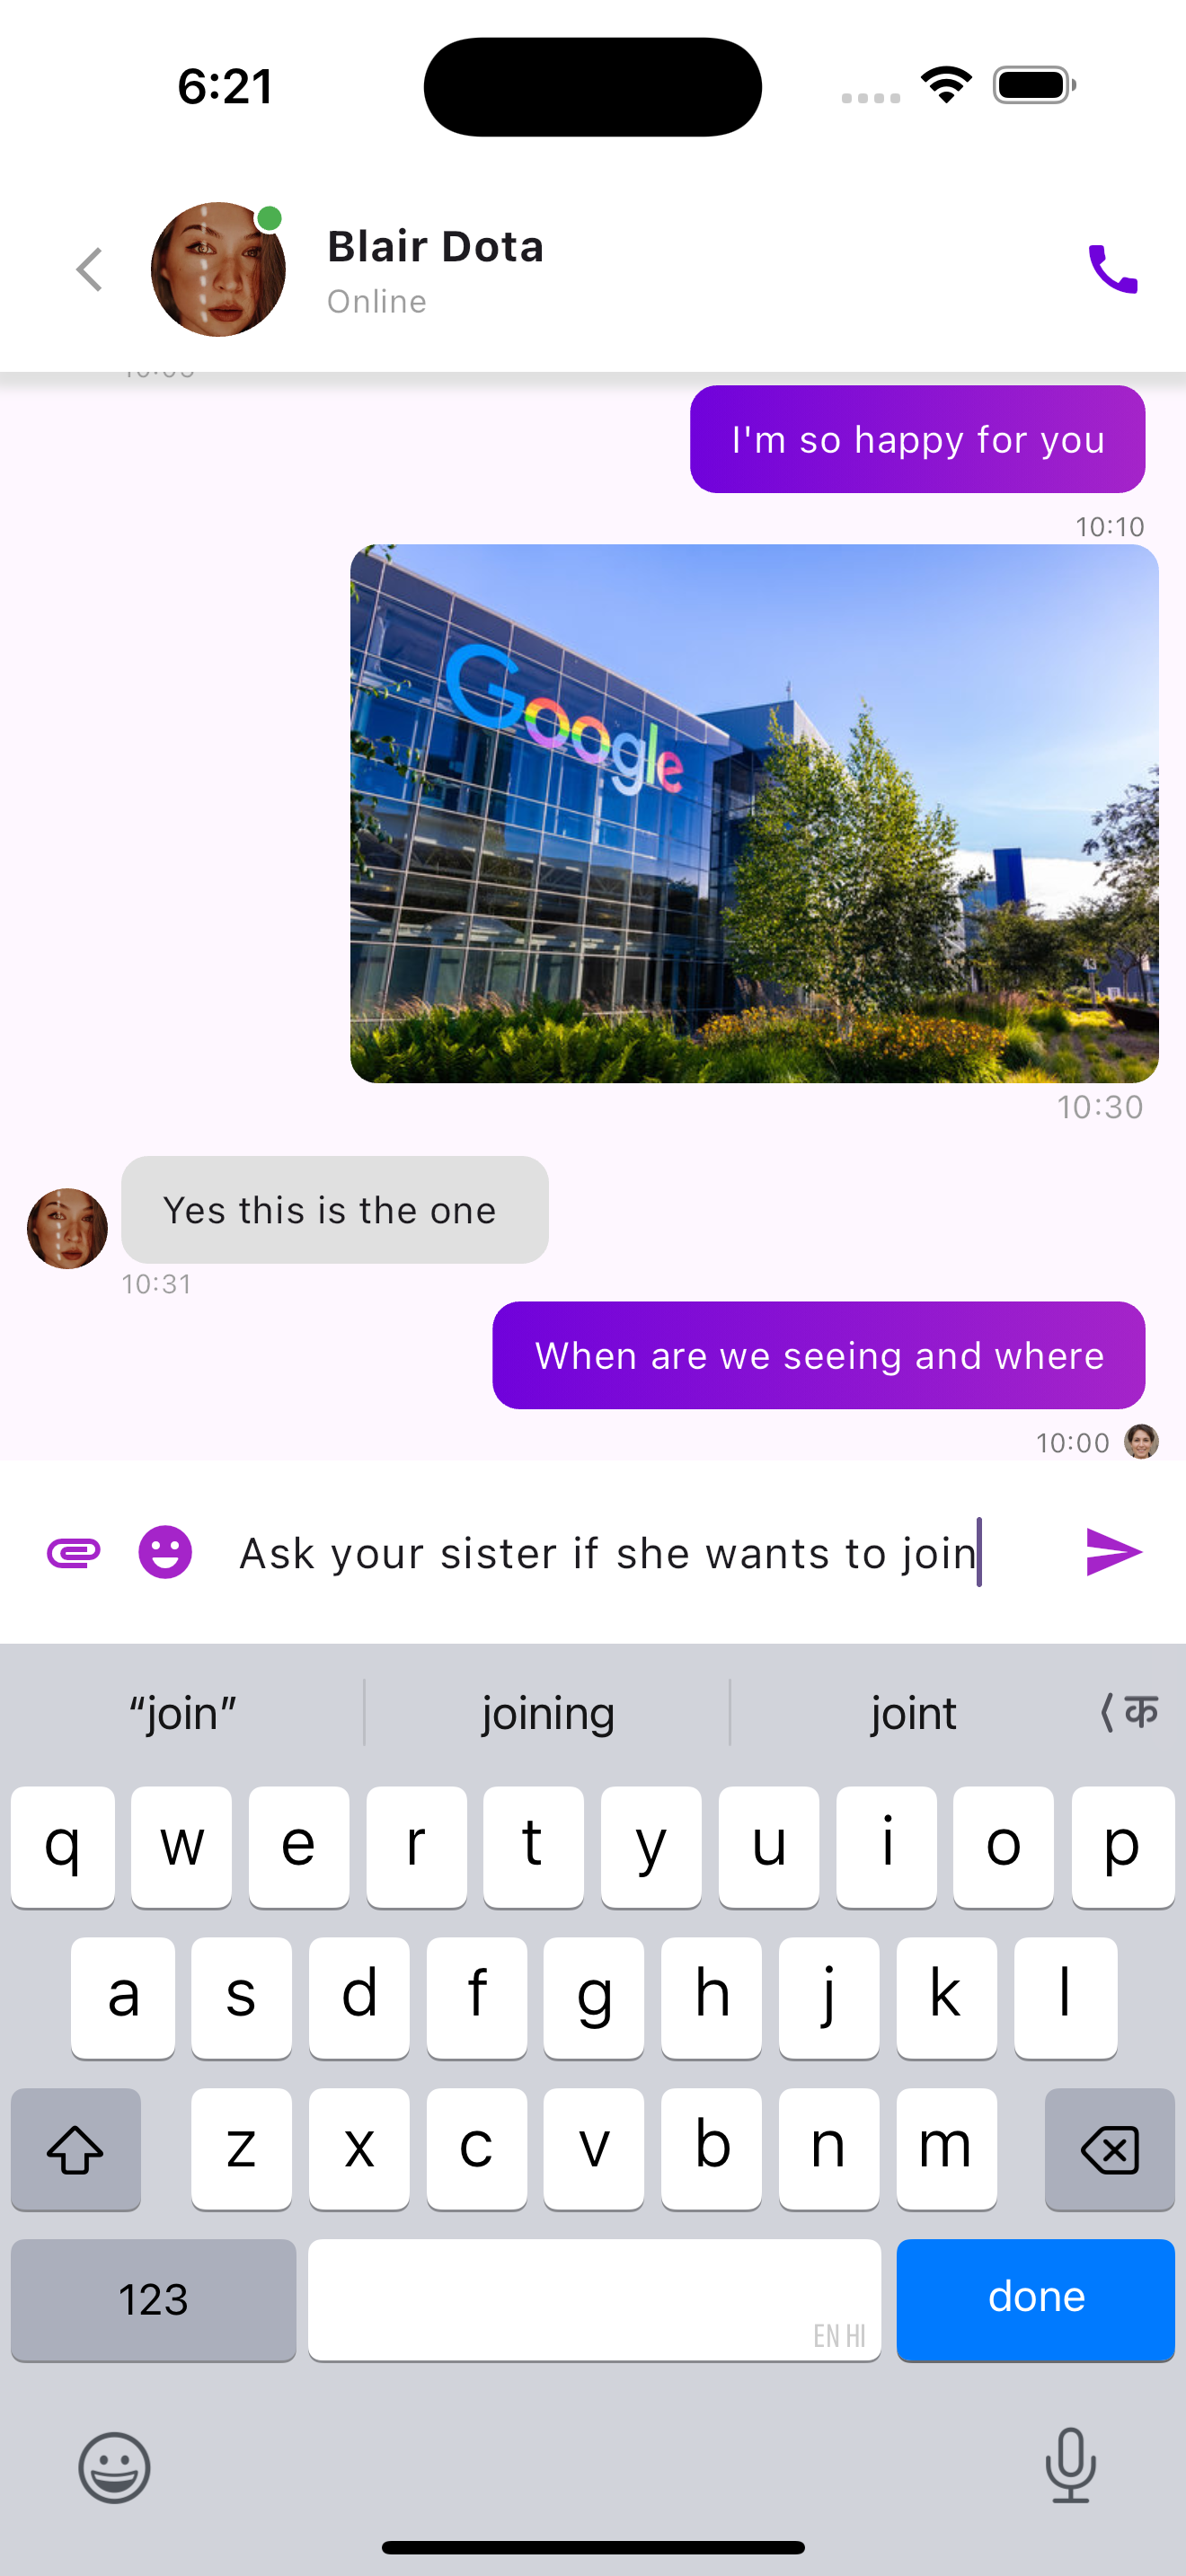 6:21
Blair Dota
Online
I'm so happy for you
10:10
Google
43
10:30
Yes this is the one
10:31
When are we seeing and where
10:00
Ask your sister if she wants to join
“join” joining joint ⟨ क
q w e r t y u i o p
a s d f g h j k l
z x c v b n m
123 EN HI done